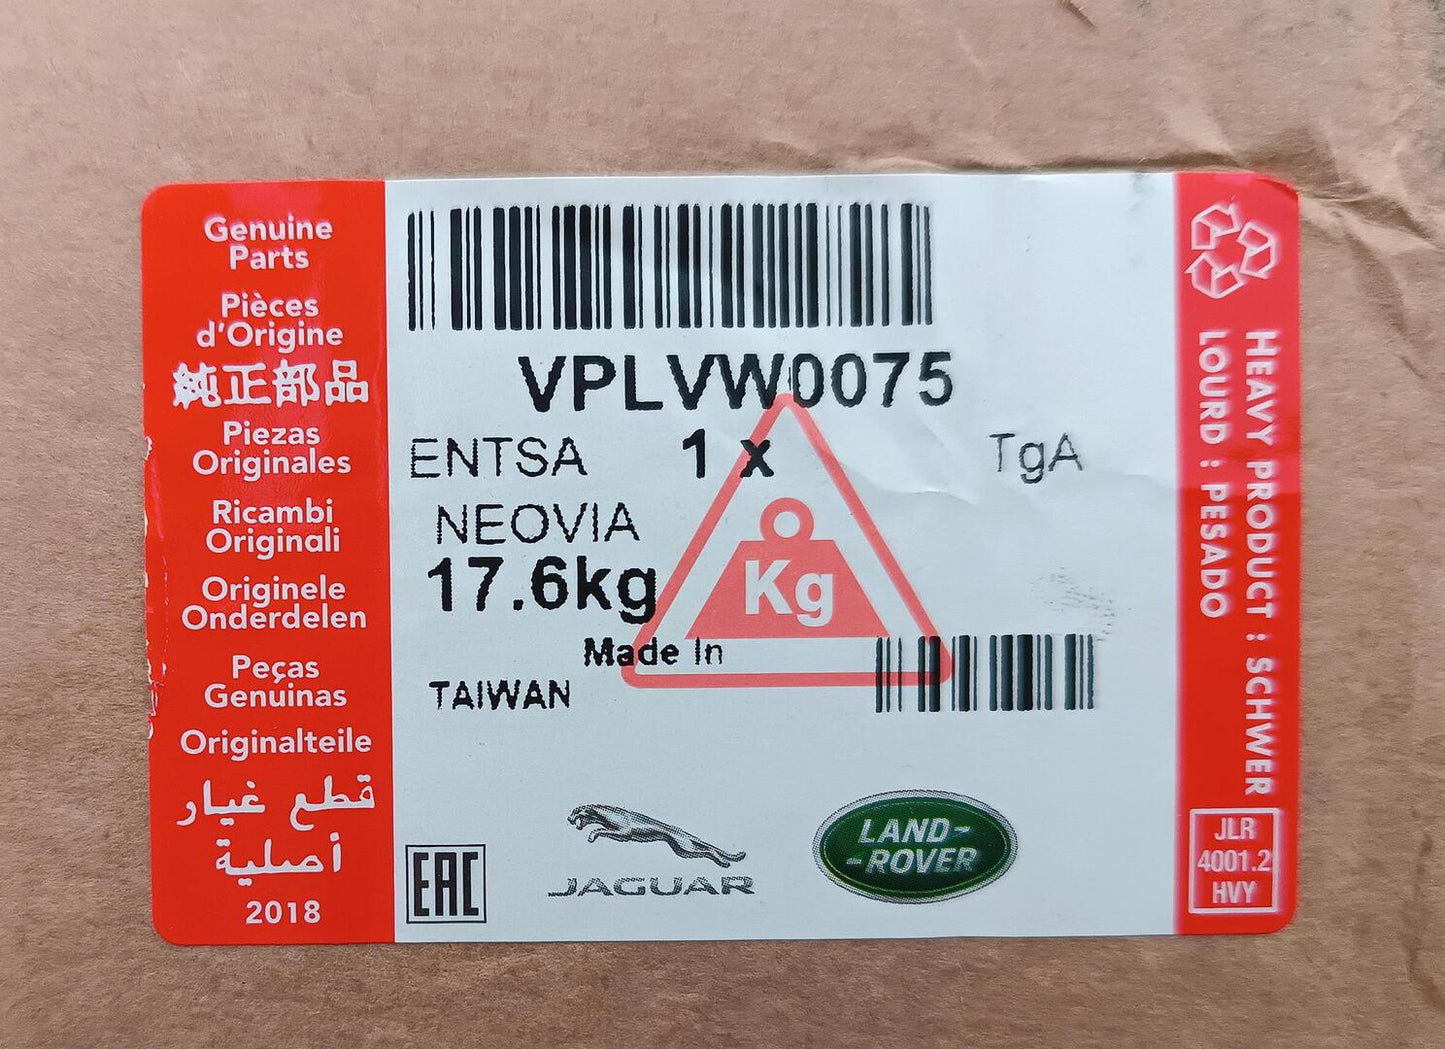 Genuine
Parts
Pièces
d'Origine
純正部品
Piezas
Originales
Ricambi
Originali
Originele
Onderdelen
Peças
Genuinas
Originalteile
قطع غيار
أصلية
2018
VPLVW0075
ENTSA 1 x TgA
NEOVIA
17.6kg
Kg
Made In
TAIWAN
EAC
JAGUAR
LAND-
-ROVER
HEAVY PRODUCT : SCHWER
LOURD : PESADO
JLR
4001.2
HVY